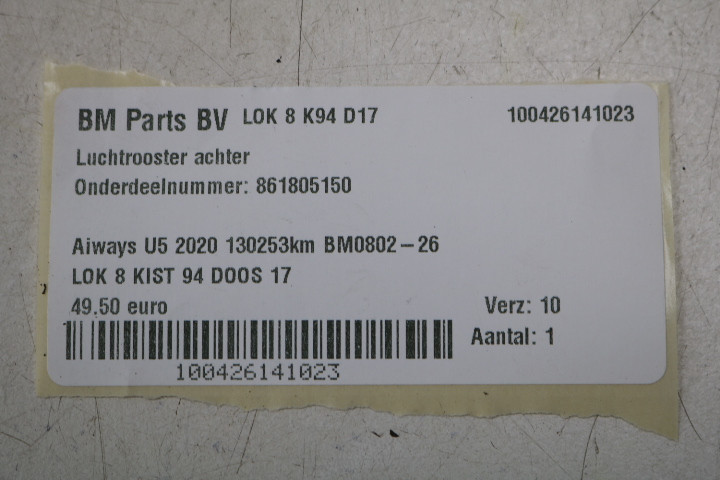 BM Parts BV LOK 8 K94 D17 100426141023
Luchtrooster achter
Onderdeelnummer: 861805150
Aiways U5 2020 130253km BM0802-26
LOK 8 KIST 94 DOOS 17
49.50 euro Verz: 10
Aantal: 1
100426141023